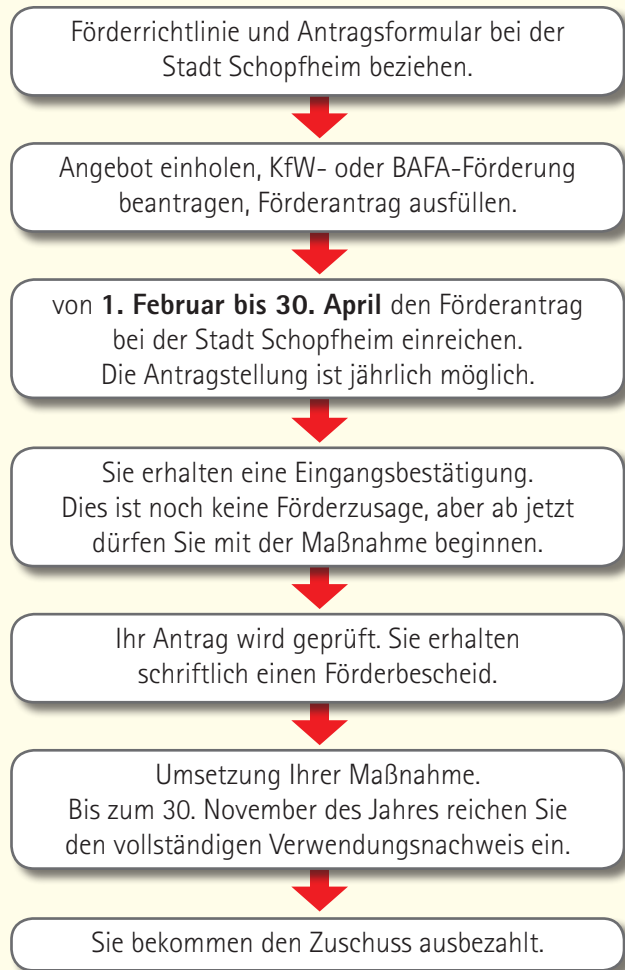 Förderrichtlinie und Antragsformular bei der
Stadt Schopfheim beziehen.
Angebot einholen, KfW- oder BAFA-Förderung
beantragen, Förderantrag ausfüllen.
von 1. Februar bis 30. April den Förderantrag
bei der Stadt Schopfheim einreichen.
Die Antragstellung ist jährlich möglich.
Sie erhalten eine Eingangsbestätigung.
Dies ist noch keine Förderzusage, aber ab jetzt
dürfen Sie mit der Maßnahme beginnen.
Ihr Antrag wird geprüft. Sie erhalten
schriftlich einen Förderbescheid.
Umsetzung Ihrer Maßnahme.
Bis zum 30. November des Jahres reichen Sie
den vollständigen Verwendungsnachweis ein.
Sie bekommen den Zuschuss ausbezahlt.